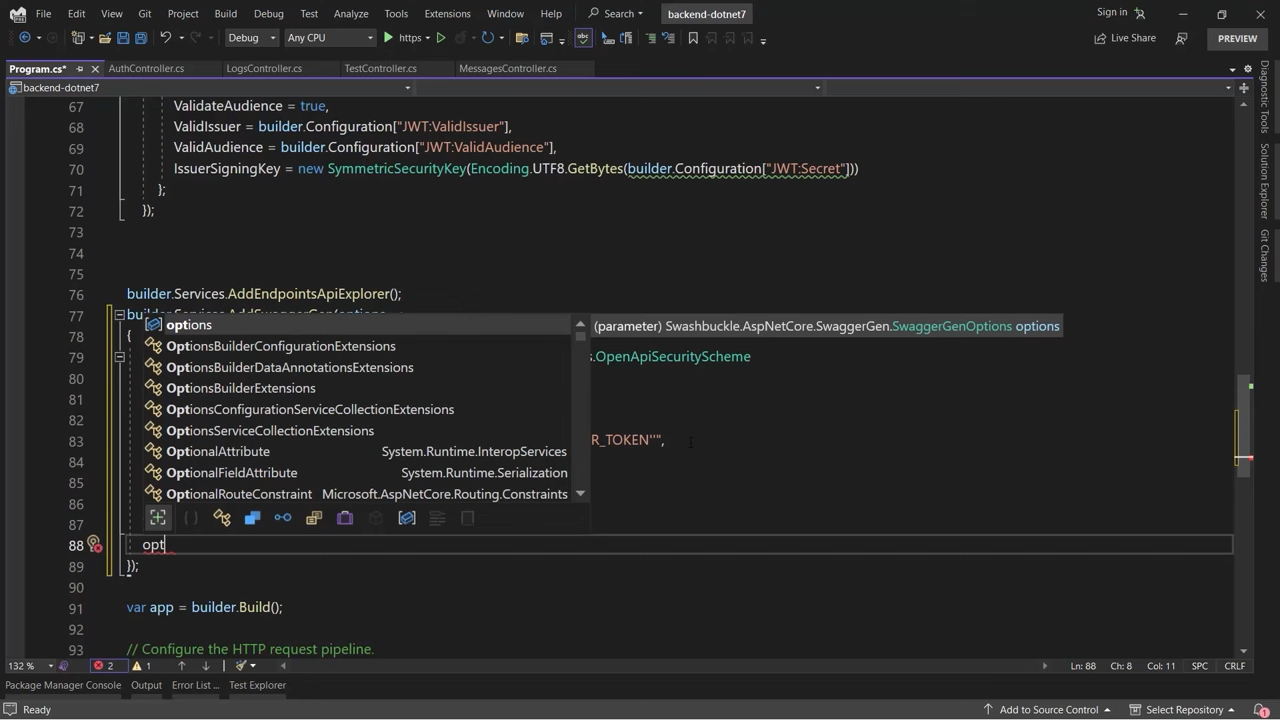 File Edit View Git Project Build Debug Test Analyze Tools Extensions Window Help Search backend-dotnet7 Sign in
Debug Any CPU https Live Share PREVIEW
Program.cs* AuthController.cs LogsController.cs TestController.cs MessagesController.cs
backend-dotnet7
67 ValidateAudience = true,
68 ValidIssuer = builder.Configuration["JWT:ValidIssuer"],
69 ValidAudience = builder.Configuration["JWT:ValidAudience"],
70 IssuerSigningKey = new SymmetricSecurityKey(Encoding.UTF8.GetBytes(builder.Configuration["JWT:Secret"]))
71 };
72 });
73
74
75
76 builder.Services.AddEndpointsApiExplorer();
77 builder.Services.AddSwaggerGen(options
78 {
options (parameter) Swashbuckle.AspNetCore.SwaggerGen.SwaggerGenOptions options
OptionsBuilderConfigurationExtensions
79 s.OpenApiSecurityScheme
OptionsBuilderDataAnnotationsExtensions
80
OptionsBuilderExtensions
81
OptionsConfigurationServiceCollectionExtensions
82
OptionsServiceCollectionExtensions
83 R_TOKEN'",
OptionalAttribute System.Runtime.InteropServices
84
OptionalFieldAttribute System.Runtime.Serialization
85
OptionalRouteConstraint Microsoft.AspNetCore.Routing.Constraints
86
87
88 opt
89 });
90
91 var app = builder.Build();
92
93 // Configure the HTTP request pipeline.
132 % 2 1 Ln: 88 Ch: 8 Col: 11 SPC CRLF
Package Manager Console Output Error List ... Test Explorer
Ready Add to Source Control Select Repository 1
Diagnostic Tools
Solution Explorer
Git Changes